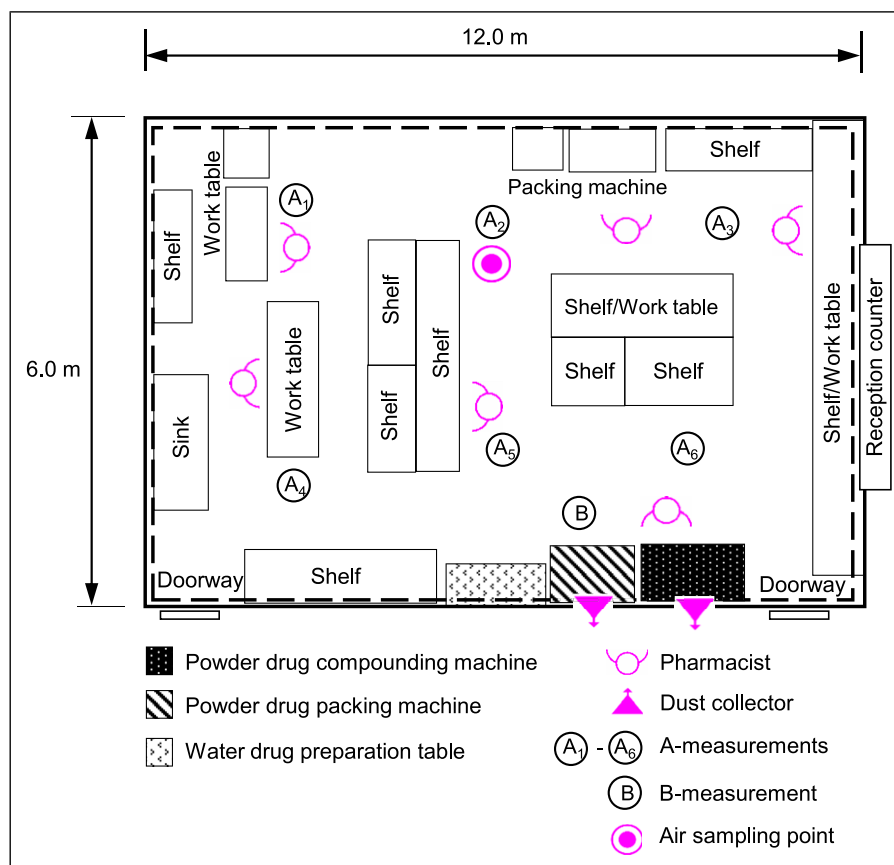 12.0 m
6.0 m
Work table
A1
A2
Packing machine
Shelf
A3
Shelf
Shelf
Shelf
Shelf/Work table
Shelf/Work table
Reception counter
Work table
Shelf
Shelf
Shelf
Sink
A4
A5
A6
B
Doorway
Shelf
Doorway
Powder drug compounding machine
Pharmacist
Powder drug packing machine
Dust collector
Water drug preparation table
A1 - A6 A-measurements
B B-measurement
Air sampling point